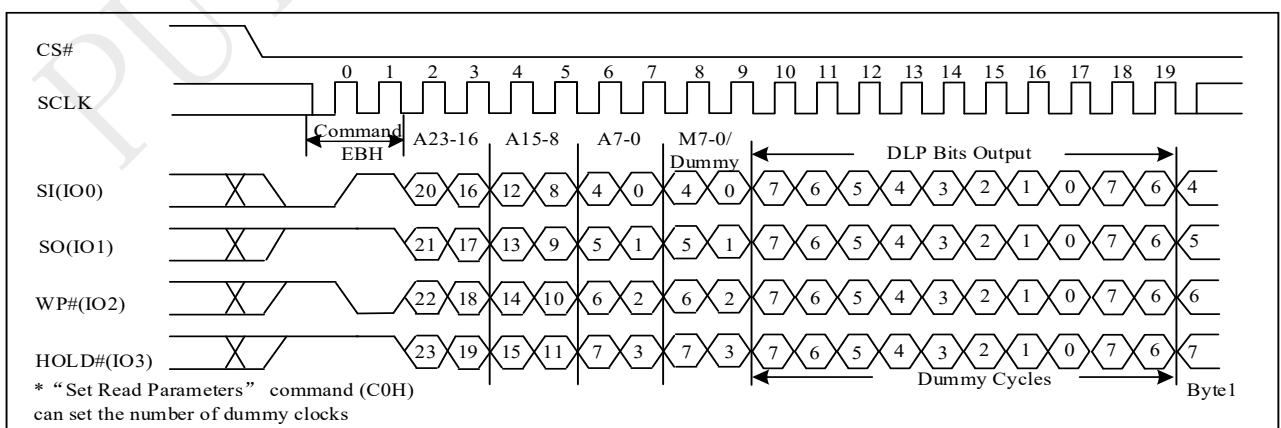 PU
CS#
0 1 2 3 4 5 6 7 8 9 10 11 12 13 14 15 16 17 18 19
SCLK
Command A23-16 A15-8 A7-0 M7-0/
EBH Dummy DLP Bits Output
SI(IO0) 20 16 12 8 4 0 4 0 7 6 5 4 3 2 1 0 7 6 4
SO(IO1) 21 17 13 9 5 1 5 1 7 6 5 4 3 2 1 0 7 6 5
WP#(IO2) 22 18 14 10 6 2 6 2 7 6 5 4 3 2 1 0 7 6 6
HOLD#(IO3) 23 19 15 11 7 3 7 3 7 6 5 4 3 2 1 0 7 6 7
Dummy Cycles Byte1
* “Set Read Parameters” command (C0H)
can set the number of dummy clocks